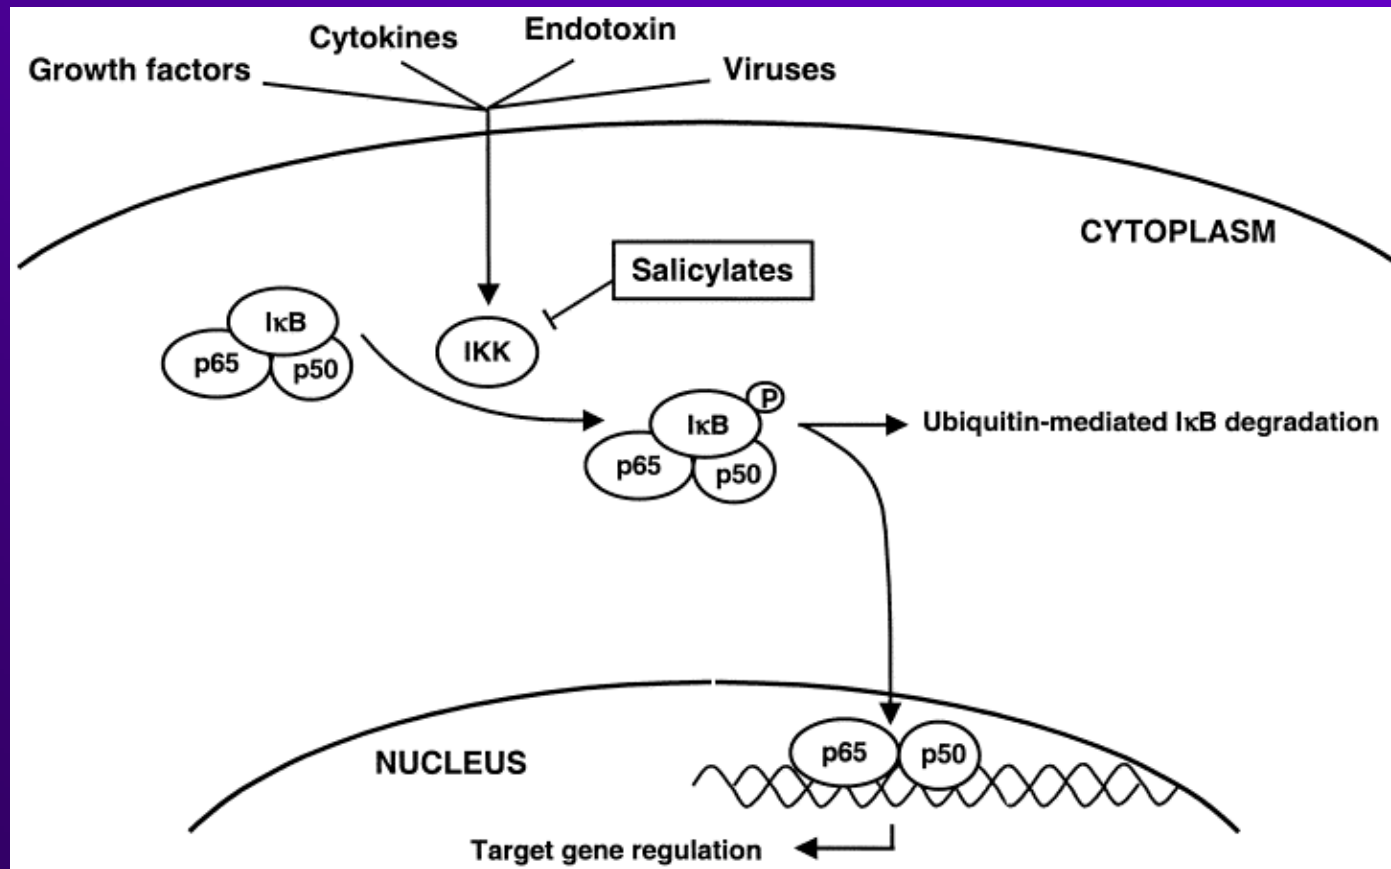 Cytokines
Endotoxin
Growth factors
Viruses
CYTOPLASM
Salicylates
IκB
p65
p50
IKK
P
IκB
p65
p50
Ubiquitin-mediated IκB degradation
NUCLEUS
p65
p50
Target gene regulation